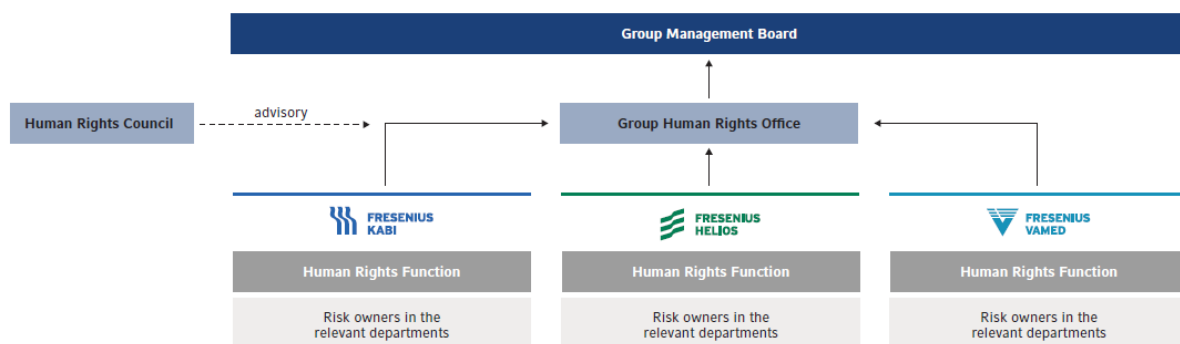 Group Management Board
advisory
Human Rights Council
Group Human Rights Office
FRESENIUS
KABI
FRESENIUS
HELIOS
FRESENIUS
VAMED
Human Rights Function
Human Rights Function
Human Rights Function
Risk owners in the
relevant departments
Risk owners in the
relevant departments
Risk owners in the
relevant departments